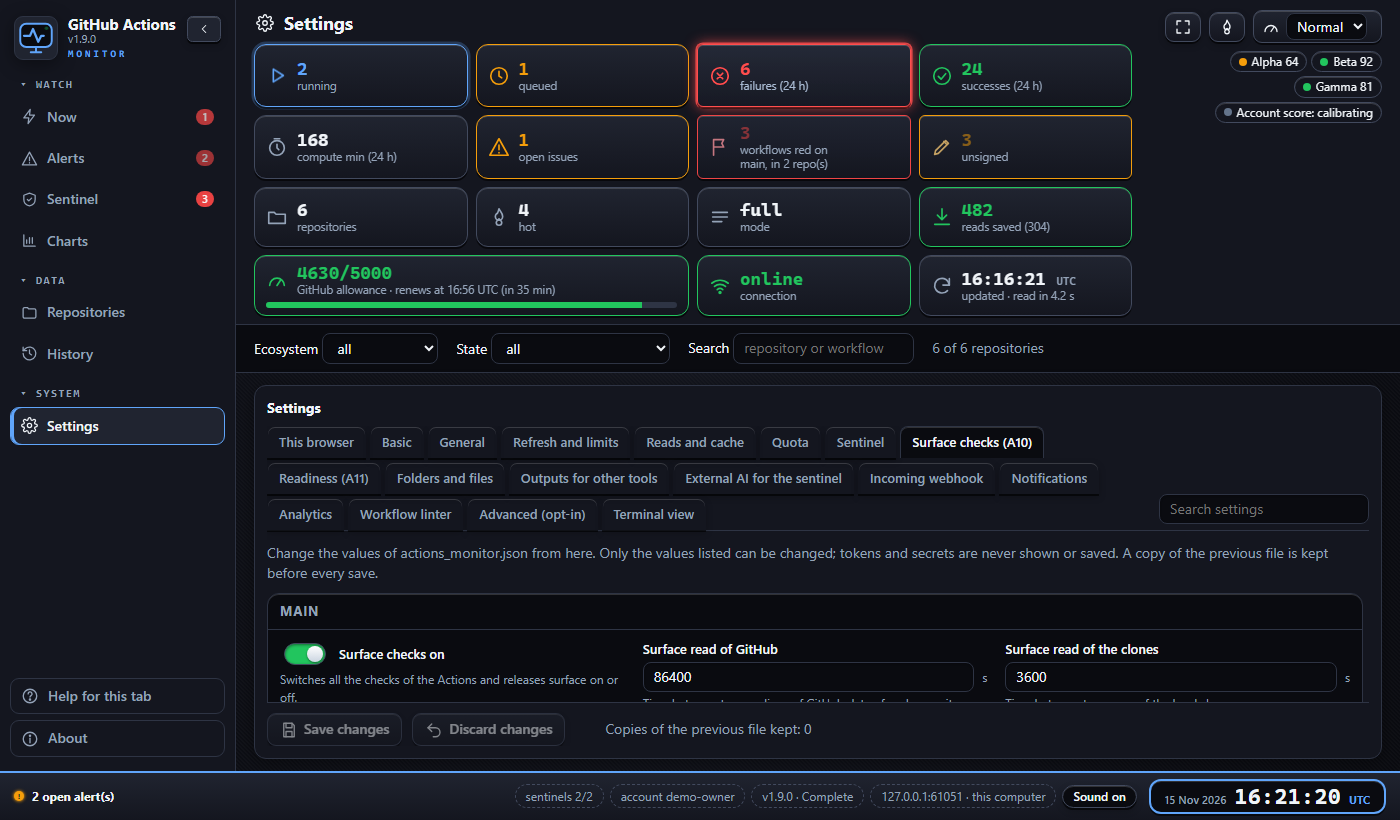 GitHub Actions
v1.9.0
MONITOR
WATCH
Now 1
Alerts 2
Sentinel 3
Charts
DATA
Repositories
History
SYSTEM
Settings
Help for this tab
About
Settings
Normal
Alpha 64 Beta 92
Gamma 81
Account score: calibrating
2
running
1
queued
6
failures (24 h)
24
successes (24 h)
168
compute min (24 h)
1
open issues
3
workflows red on
main, in 2 repo(s)
3
unsigned
6
repositories
4
hot
full
mode
482
reads saved (304)
4630/5000
GitHub allowance · renews at 16:56 UTC (in 35 min)
online
connection
16:16:21 UTC
updated · read in 4.2 s
Ecosystem all State all Search repository or workflow 6 of 6 repositories
Settings
This browser Basic General Refresh and limits Reads and cache Quota Sentinel Surface checks (A10)
Readiness (A11) Folders and files Outputs for other tools External AI for the sentinel Incoming webhook Notifications
Analytics Workflow linter Advanced (opt-in) Terminal view Search settings
Change the values of actions_monitor.json from here. Only the values listed can be changed; tokens and secrets are never shown or saved. A copy of the previous file is kept
before every save.
MAIN
Surface checks on
Switches all the checks of the Actions and releases surface on or
off.
Surface read of GitHub
86400 s
Surface read of the clones
3600 s
Save changes Discard changes Copies of the previous file kept: 0
2 open alert(s) sentinels 2/2 account demo-owner v1.9.0 · Complete 127.0.0.1:61051 · this computer Sound on 15 Nov 2026 16:21:20 UTC